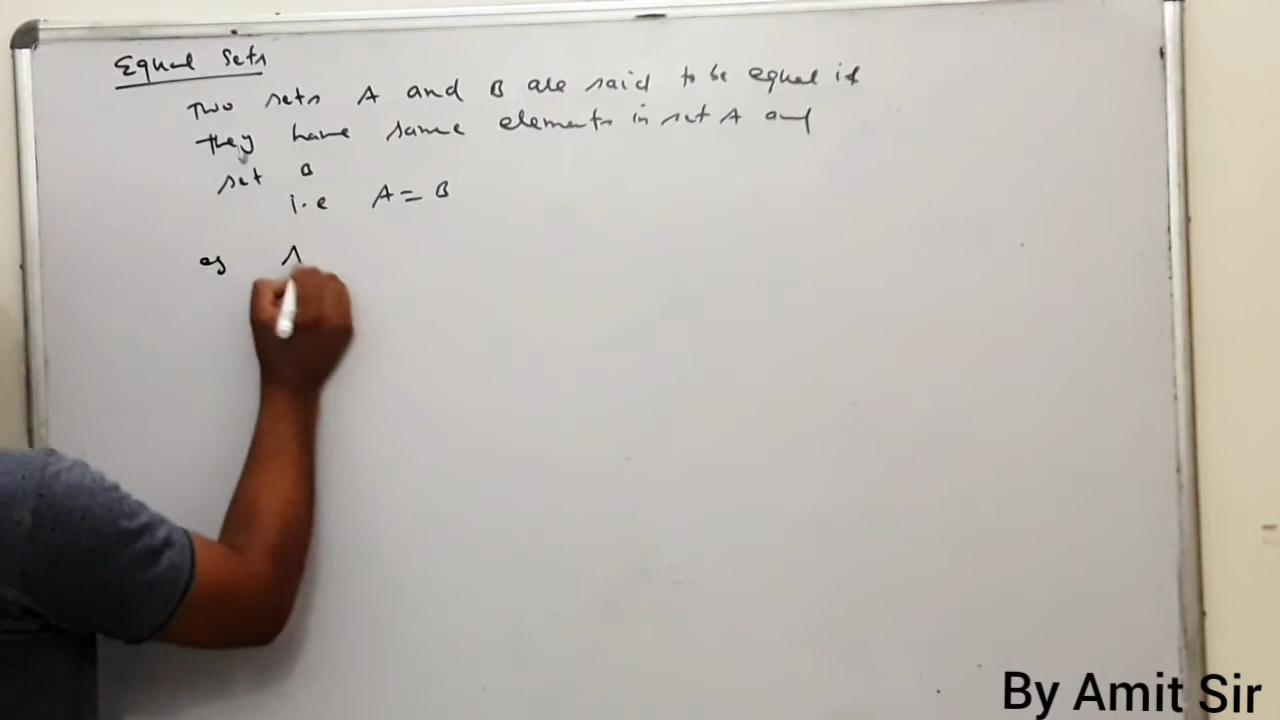 Equal Sets
Two sets A and B are said to be equal if
they have same elements in set A and
set B
i.e A = B
eg A
By Amit Sir